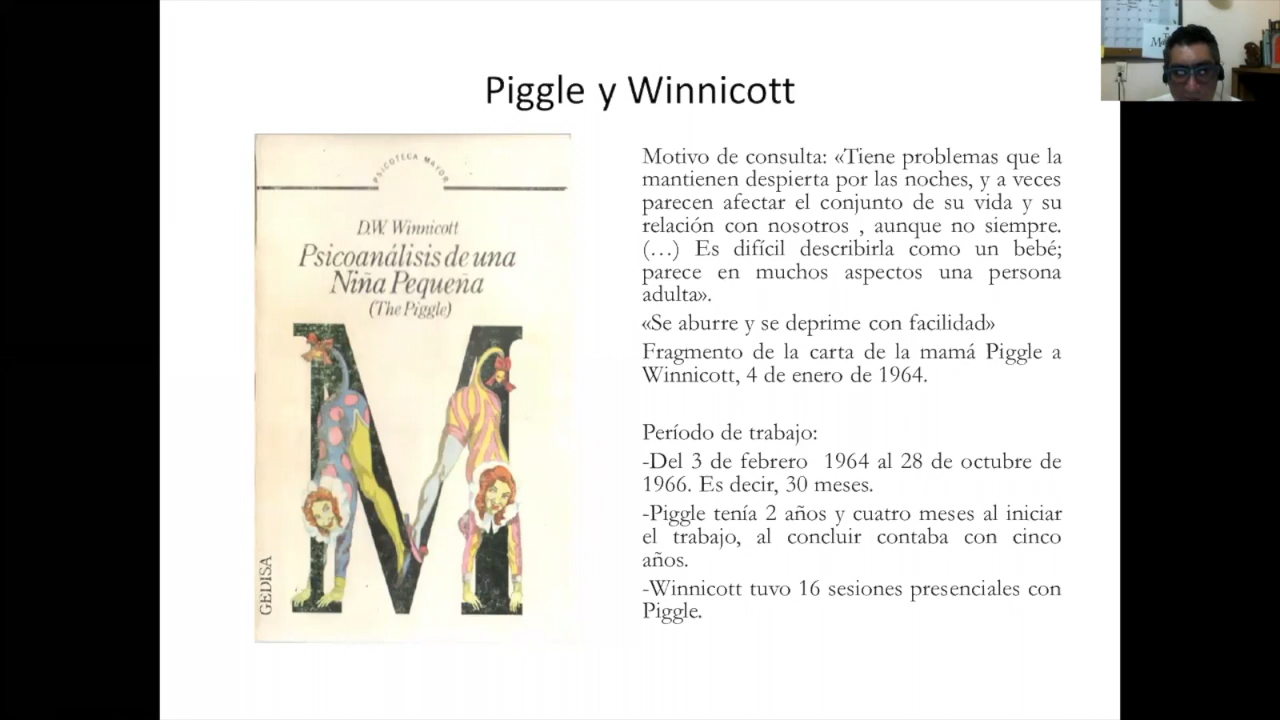 Piggle y Winnicott
PSICOTECA MAYOR
D.W. Winnicott
Psicoanálisis de una
Niña Pequeña
(The Piggle)
M
GEDISA
Motivo de consulta: «Tiene problemas que la
mantienen despierta por las noches, y a veces
parecen afectar el conjunto de su vida y su
relación con nosotros , aunque no siempre.
(…) Es difícil describirla como un bebé;
parece en muchos aspectos una persona
adulta».
«Se aburre y se deprime con facilidad»
Fragmento de la carta de la mamá Piggle a
Winnicott, 4 de enero de 1964.
Período de trabajo:
-Del 3 de febrero 1964 al 28 de octubre de
1966. Es decir, 30 meses.
-Piggle tenía 2 años y cuatro meses al iniciar
el trabajo, al concluir contaba con cinco
años.
-Winnicott tuvo 16 sesiones presenciales con
Piggle.